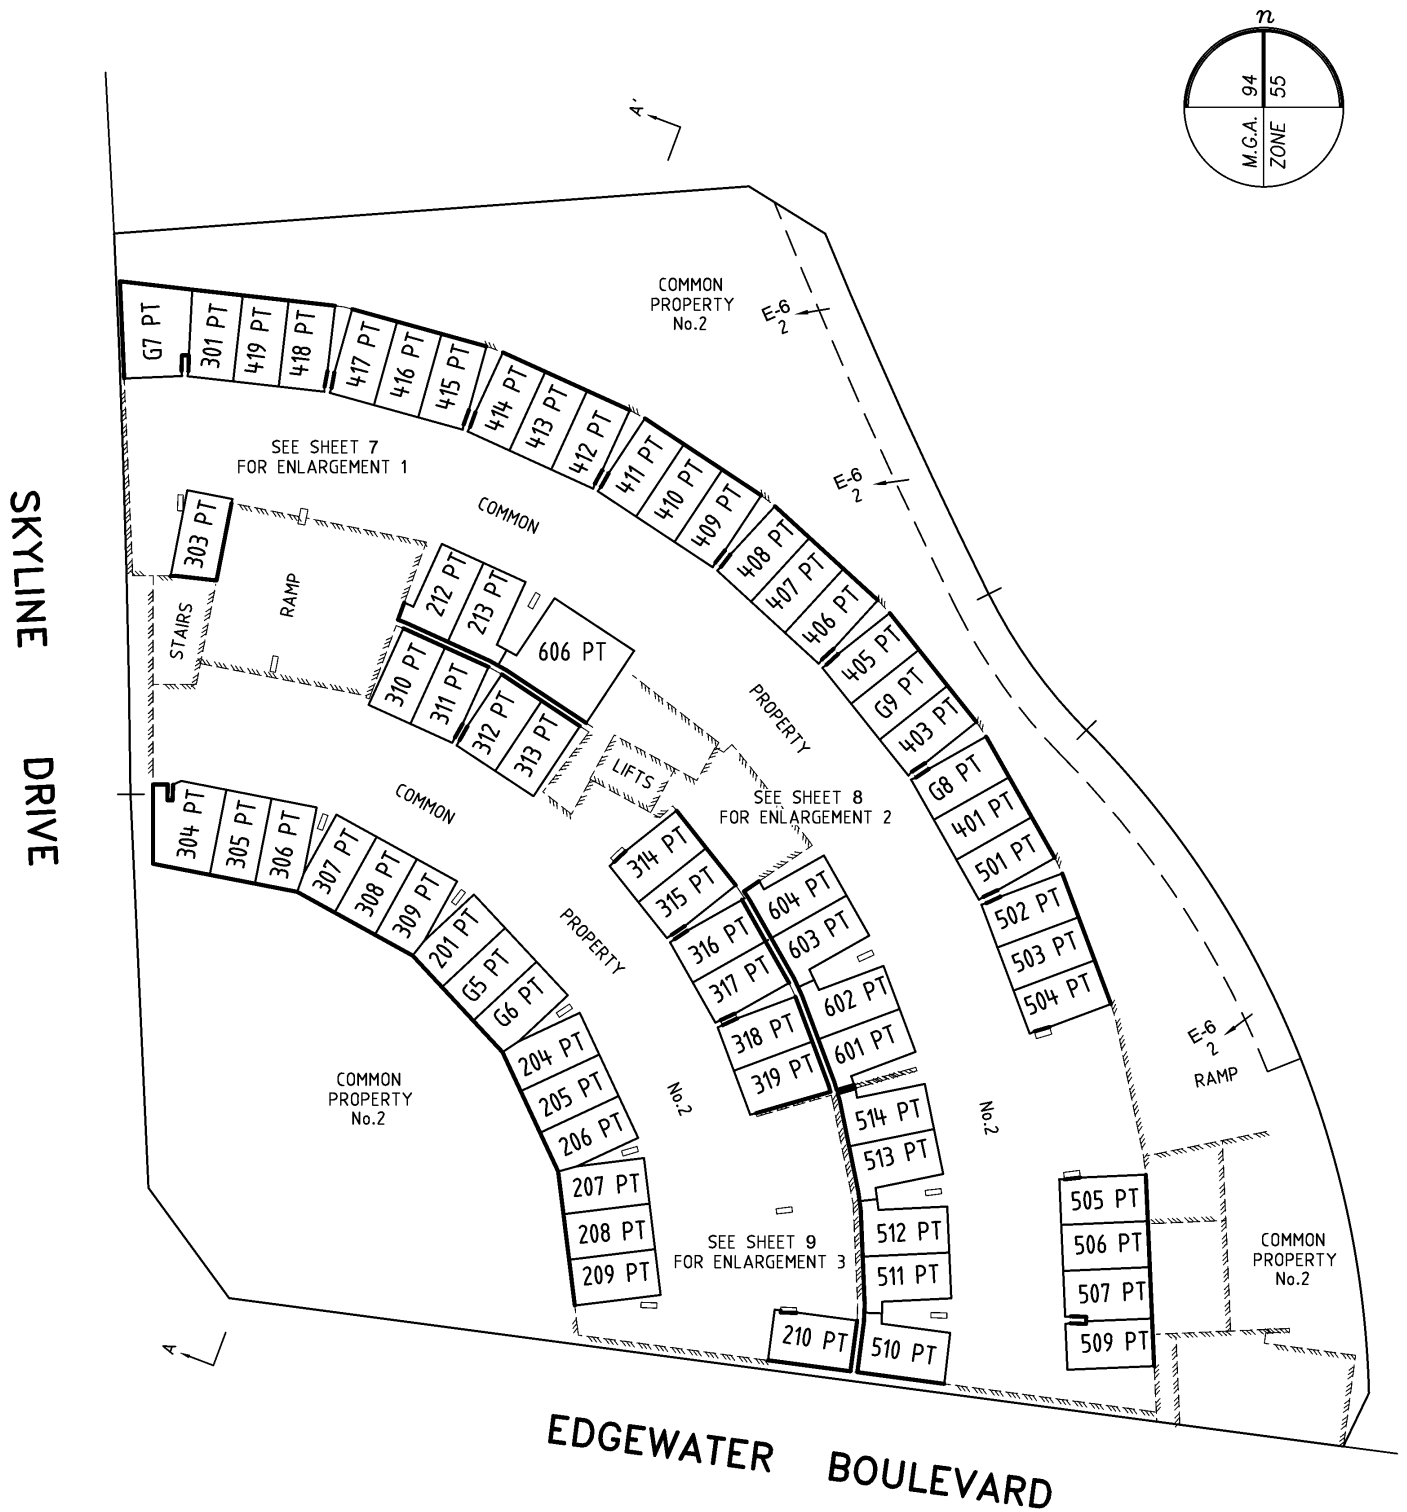 n
M.G.A. 94
ZONE 55
A'
COMMON
PROPERTY
No.2
E-6
2
G7 PT
301 PT
419 PT
418 PT
417 PT
416 PT
415 PT
414 PT
413 PT
412 PT
411 PT
410 PT
409 PT
408 PT
407 PT
406 PT
405 PT
G9 PT
403 PT
G8 PT
401 PT
501 PT
502 PT
503 PT
504 PT
E-6
2
SEE SHEET 7
FOR ENLARGEMENT 1
COMMON
PROPERTY
No.2
SKYLINE DRIVE
303 PT
RAMP
STAIRS
212 PT
213 PT
606 PT
310 PT
311 PT
312 PT
313 PT
LIFTS
SEE SHEET 8
FOR ENLARGEMENT 2
COMMON
PROPERTY
No.2
304 PT
305 PT
306 PT
307 PT
308 PT
309 PT
201 PT
G5 PT
G6 PT
204 PT
205 PT
206 PT
207 PT
208 PT
209 PT
314 PT
315 PT
316 PT
317 PT
318 PT
319 PT
604 PT
603 PT
602 PT
601 PT
514 PT
513 PT
512 PT
511 PT
510 PT
210 PT
E-6
2
RAMP
COMMON
PROPERTY
No.2
505 PT
506 PT
507 PT
509 PT
COMMON
PROPERTY
No.2
SEE SHEET 9
FOR ENLARGEMENT 3
A
EDGEWATER BOULEVARD